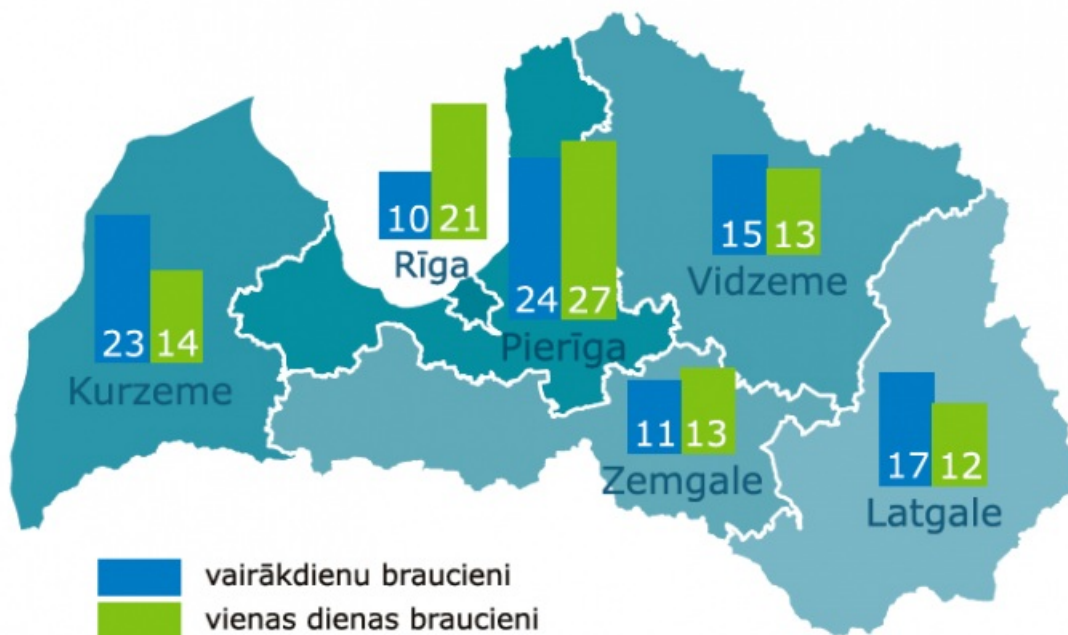 10 21
Rīga
15 13
Vidzeme
24 27
Pierīga
23 14
Kurzeme
11 13
Zemgale
17 12
Latgale
vairākdienu braucieni
vienas dienas braucieni